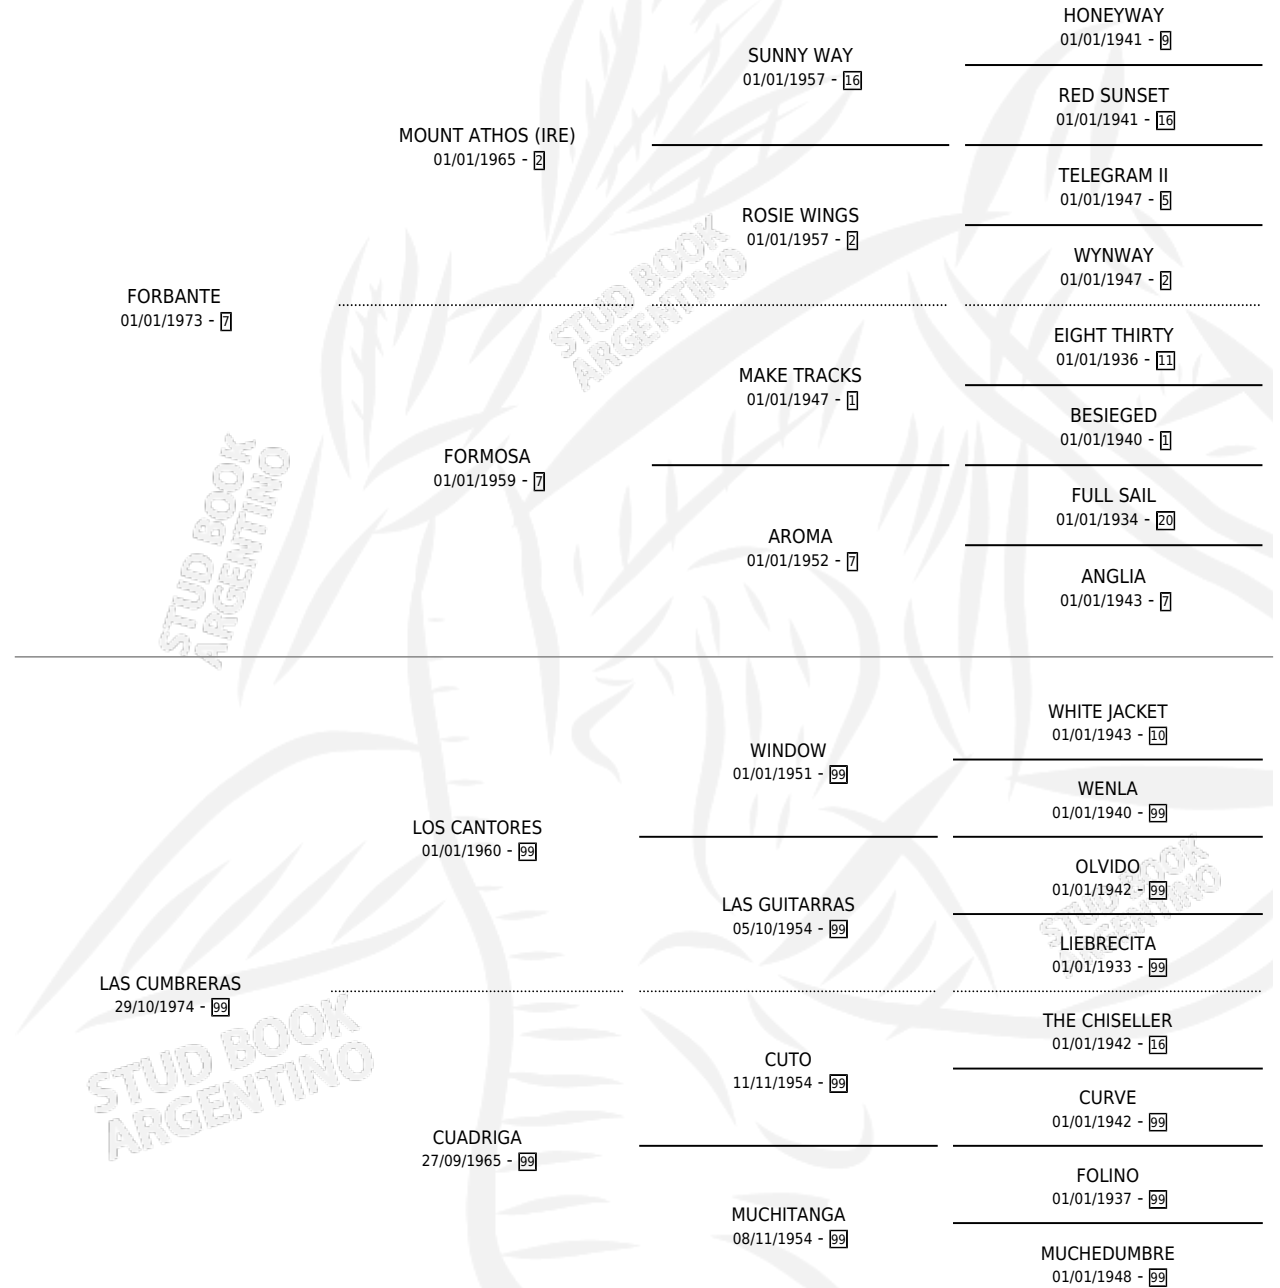 HONEYWAY
01/01/1941 - 9
SUNNY WAY
01/01/1957 - 16
RED SUNSET
01/01/1941 - 16
MOUNT ATHOS (IRE)
01/01/1965 - 2
TELEGRAM II
01/01/1947 - 5
ROSIE WINGS
01/01/1957 - 2
WYNWAY
01/01/1947 - 2
FORBANTE
01/01/1973 - 7
EIGHT THIRTY
01/01/1936 - 11
MAKE TRACKS
01/01/1947 - 1
BESIEGED
01/01/1940 - 1
FORMOSA
01/01/1959 - 7
FULL SAIL
01/01/1934 - 20
AROMA
01/01/1952 - 7
ANGLIA
01/01/1943 - 7
WHITE JACKET
01/01/1943 - 10
WINDOW
01/01/1951 - 99
WENLA
01/01/1940 - 99
LOS CANTORES
01/01/1960 - 99
OLVIDO
01/01/1942 - 99
LAS GUITARRAS
05/10/1954 - 99
LIEBRECITA
01/01/1933 - 99
LAS CUMBRERAS
29/10/1974 - 99
THE CHISELLER
01/01/1942 - 16
CUTO
11/11/1954 - 99
CURVE
01/01/1942 - 99
CUADRIGA
27/09/1965 - 99
FOLINO
01/01/1937 - 99
MUCHITANGA
08/11/1954 - 99
MUCHEDUMBRE
01/01/1948 - 99
STUD BOOK
ARGENTINO
STUD BOOK
ARGENTINO
STUD BOOK
ARGENTINO
STUD BOOK
ARGENTINO